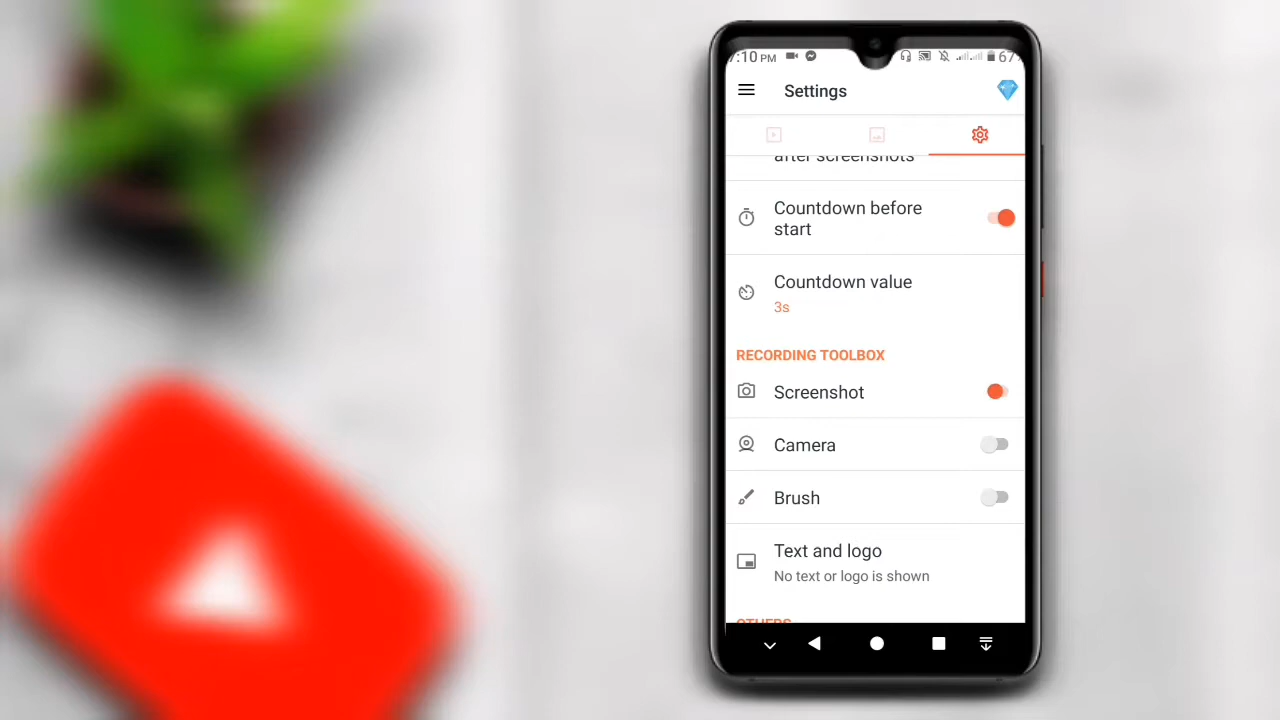 7:10 PM
67
Settings
after screenshots
Countdown before
start
Countdown value
3s
RECORDING TOOLBOX
Screenshot
Camera
Brush
Text and logo
No text or logo is shown
OTHERS